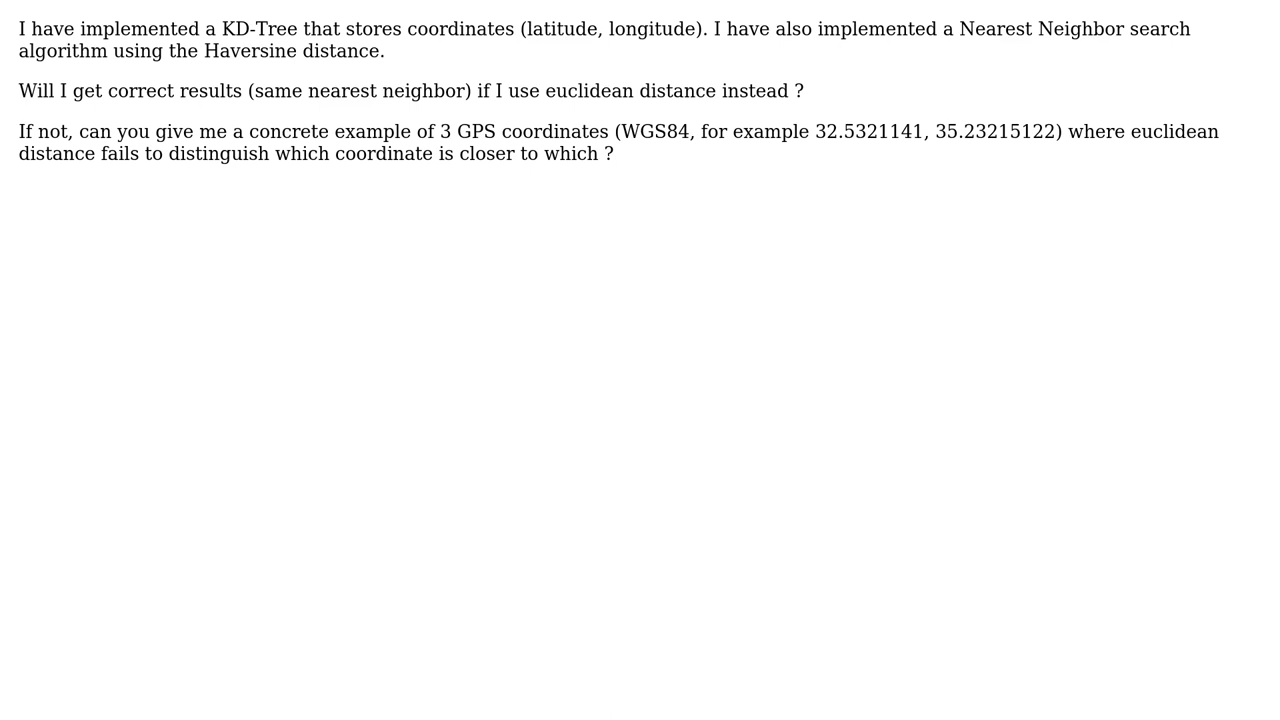 I have implemented a KD-Tree that stores coordinates (latitude, longitude). I have also implemented a Nearest Neighbor search
algorithm using the Haversine distance.
Will I get correct results (same nearest neighbor) if I use euclidean distance instead ?
If not, can you give me a concrete example of 3 GPS coordinates (WGS84, for example 32.5321141, 35.23215122) where euclidean
distance fails to distinguish which coordinate is closer to which ?